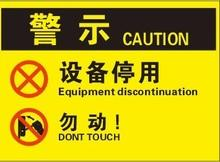 警示 CAUTION
设备停用
Equipment discontinuation
勿动！
DONT TOUCH